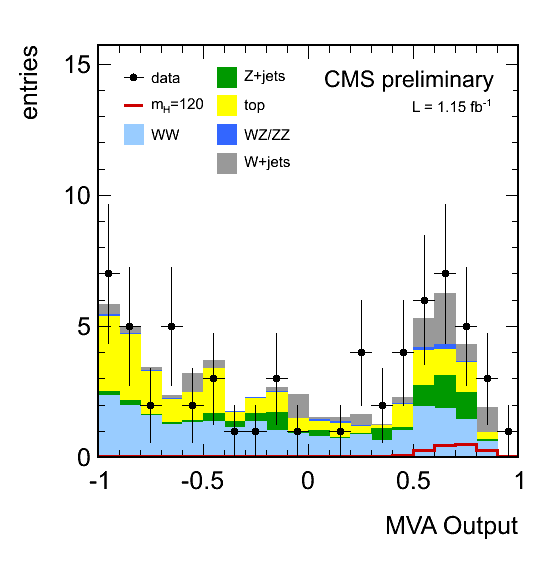 entries
15
10
5
0
-1
-0.5
0
0.5
1
MVA Output
data
mH=120
WW
Z+jets
top
WZ/ZZ
W+jets
CMS preliminary
L = 1.15 fb⁻¹